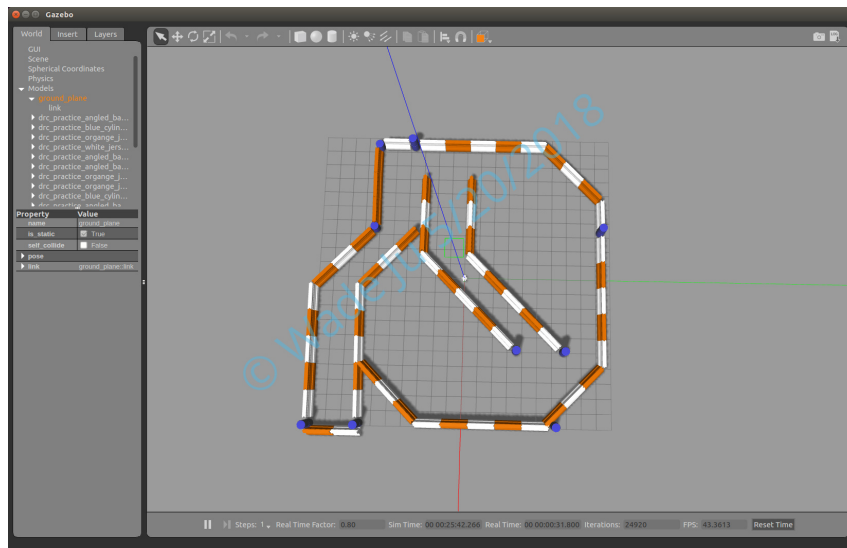 Gazebo
World Insert Layers
GUI
Scene
Spherical Coordinates
Physics
Models
ground_plane
link
drc_practice_angled_ba...
drc_practice_blue_cylin...
drc_practice_organge_j...
drc_practice_white_jers...
drc_practice_angled_ba...
drc_practice_angled_ba...
drc_practice_organge_j...
drc_practice_organge_j...
drc_practice_blue_cylin...
drc_practice_angled_ba...
Property Value
name ground_plane
is_static True
self_collide False
pose
link ground_plane::link
Steps: 1 Real Time Factor: 0.80 Sim Time: 00 00:25:42.266 Real Time: 00 00:00:31.800 Iterations: 24920 FPS: 43.3613 Reset Time